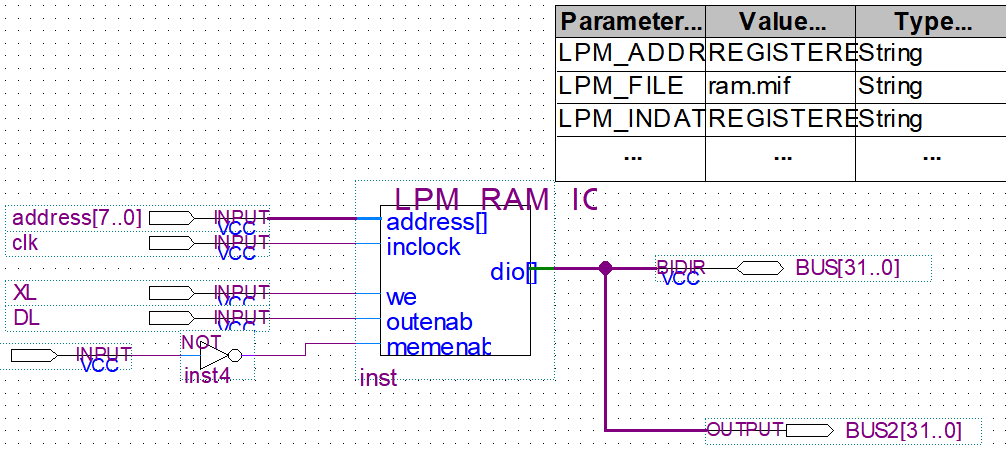 Parameter... Value... Type...
LPM_ADDR REGISTERE String
LPM_FILE ram.mif String
LPM_INDAT REGISTERE String
... ... ...
LPM_RAM_IO
address[7..0] INPUT VCC address[]
clk INPUT VCC inclock
dio[] BIDIR VCC BUS[31..0]
XL INPUT VCC we
DL INPUT VCC outenab
INPUT VCC NOT memenab
inst4
inst
OUTPUT BUS2[31..0]